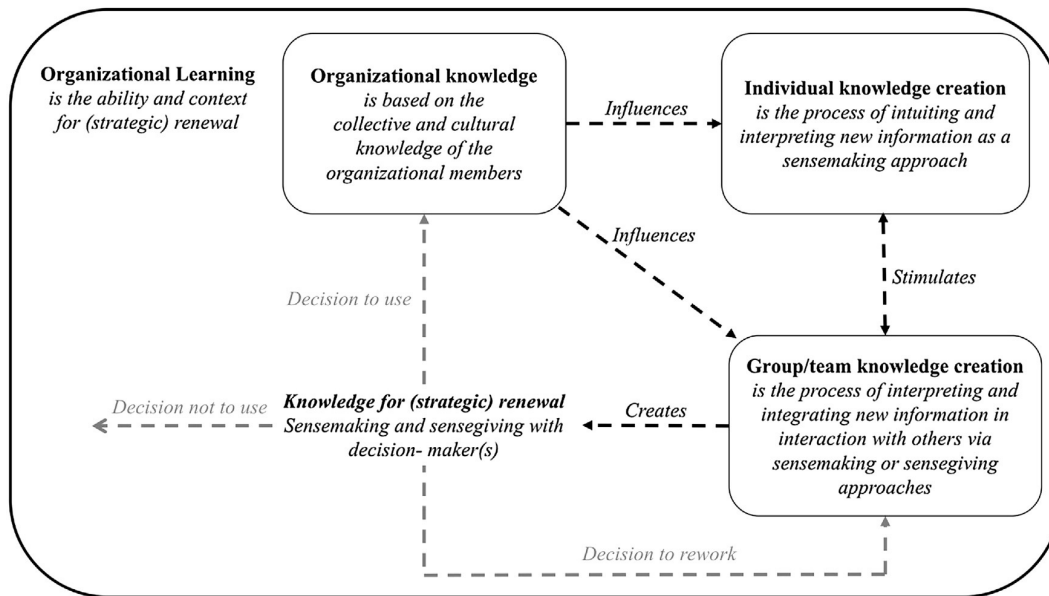 Organizational Learning
is the ability and context
for (strategic) renewal
Organizational knowledge
is based on the
collective and cultural
knowledge of the
organizational members
Influences
Individual knowledge creation
is the process of intuiting and
interpreting new information as a
sensemaking approach
Influences
Stimulates
Decision to use
Group/team knowledge creation
is the process of interpreting and
integrating new information in
interaction with others via
sensemaking or sensegiving
approaches
Creates
Knowledge for (strategic) renewal
Sensemaking and sensegiving with
decision- maker(s)
Decision not to use
Decision to rework